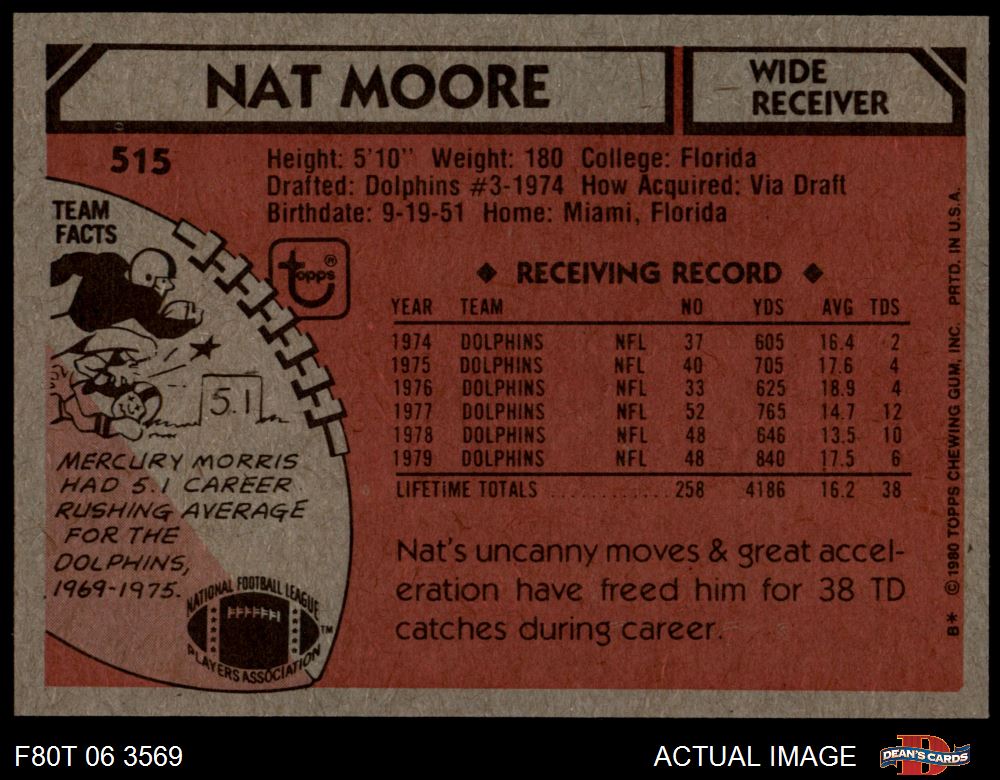 NAT MOORE
WIDE
RECEIVER
515
Height: 5'10" Weight: 180 College: Florida
Drafted: Dolphins #3-1974 How Acquired: Via Draft
Birthdate: 9-19-51 Home: Miami, Florida
TEAM
FACTS
topps®
5.1
MERCURY MORRIS
HAD 5.1 CAREER
RUSHING AVERAGE
FOR THE
DOLPHINS,
1969-1975.
NATIONAL FOOTBALL LEAGUE
PLAYERS ASSOCIATION
TM
◆ RECEIVING RECORD ◆
YEAR TEAM NO YDS AVG TDS
1974 DOLPHINS NFL 37 605 16.4 2
1975 DOLPHINS NFL 40 705 17.6 4
1976 DOLPHINS NFL 33 625 18.9 4
1977 DOLPHINS NFL 52 765 14.7 12
1978 DOLPHINS NFL 48 646 13.5 10
1979 DOLPHINS NFL 48 840 17.5 6
LIFETIME TOTALS .............. 258 4186 16.2 38
Nat's uncanny moves & great accel-
eration have freed him for 38 TD
catches during career.
B* ©1980 TOPPS CHEWING GUM, INC. PRTD. IN U.S.A.
F80T 06 3569
ACTUAL IMAGE
DEAN'S CARDS